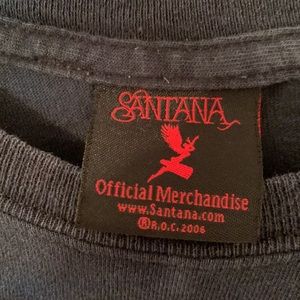 SANTANA
Official Merchandise
www.Santana.com
®R.O.C. 2006